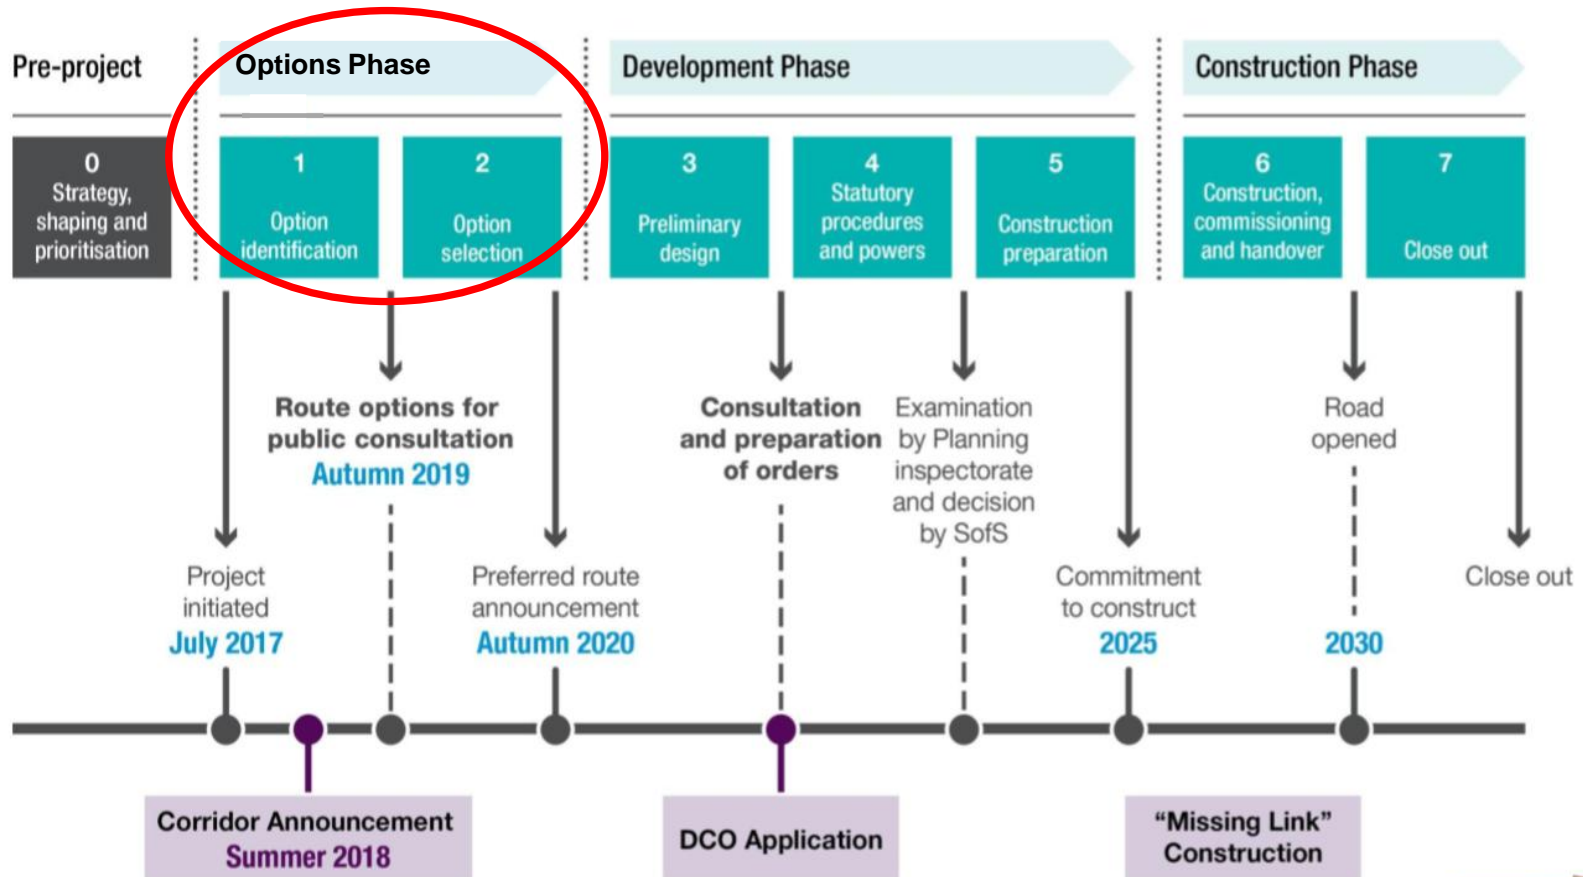 Pre-project
Options Phase
Development Phase
Construction Phase
0
Strategy,
shaping and
prioritisation
1
Option
identification
2
Option
selection
3
Preliminary
design
4
Statutory
procedures
and powers
5
Construction
preparation
6
Construction,
commissioning
and handover
7
Close out
Route options for
public consultation
Autumn 2019
Consultation
and preparation
of orders
Examination
by Planning
inspectorate
and decision
by SofS
Road
opened
Project
initiated
July 2017
Preferred route
announcement
Autumn 2020
Commitment
to construct
2025
2030
Close out
Corridor Announcement
Summer 2018
DCO Application
“Missing Link”
Construction